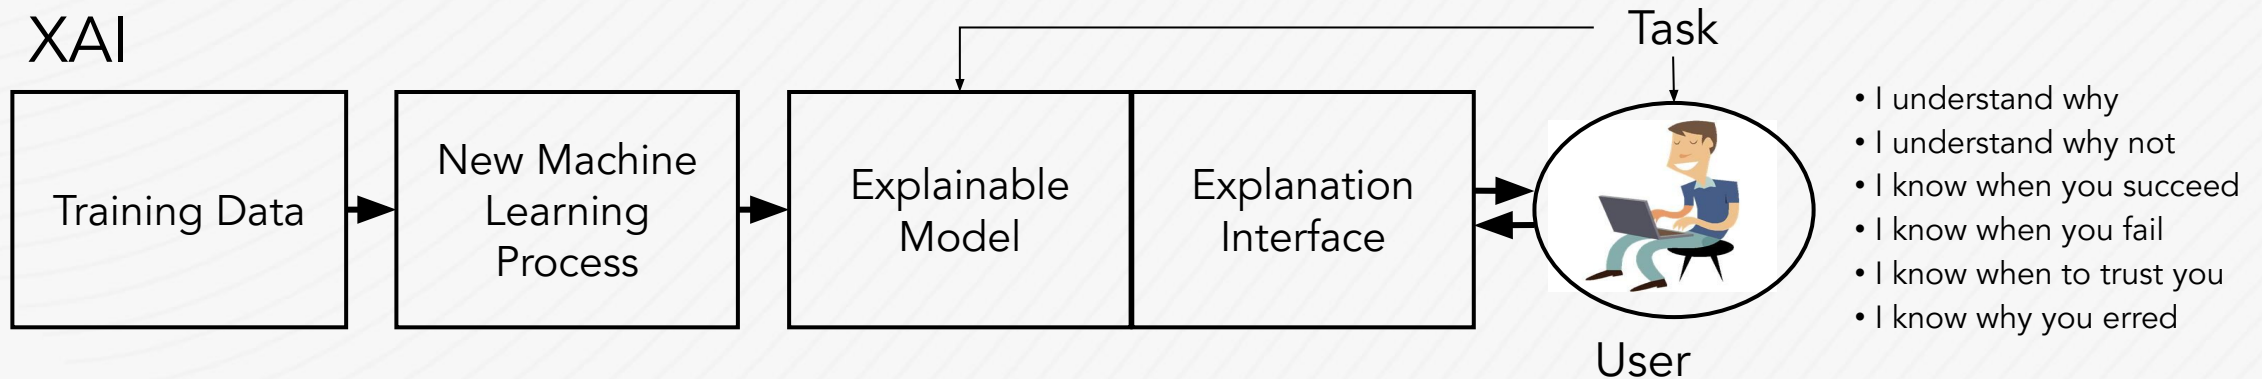 XAI
Task
Training Data
New Machine
Learning
Process
Explainable
Model
Explanation
Interface
User
• I understand why
• I understand why not
• I know when you succeed
• I know when you fail
• I know when to trust you
• I know why you erred